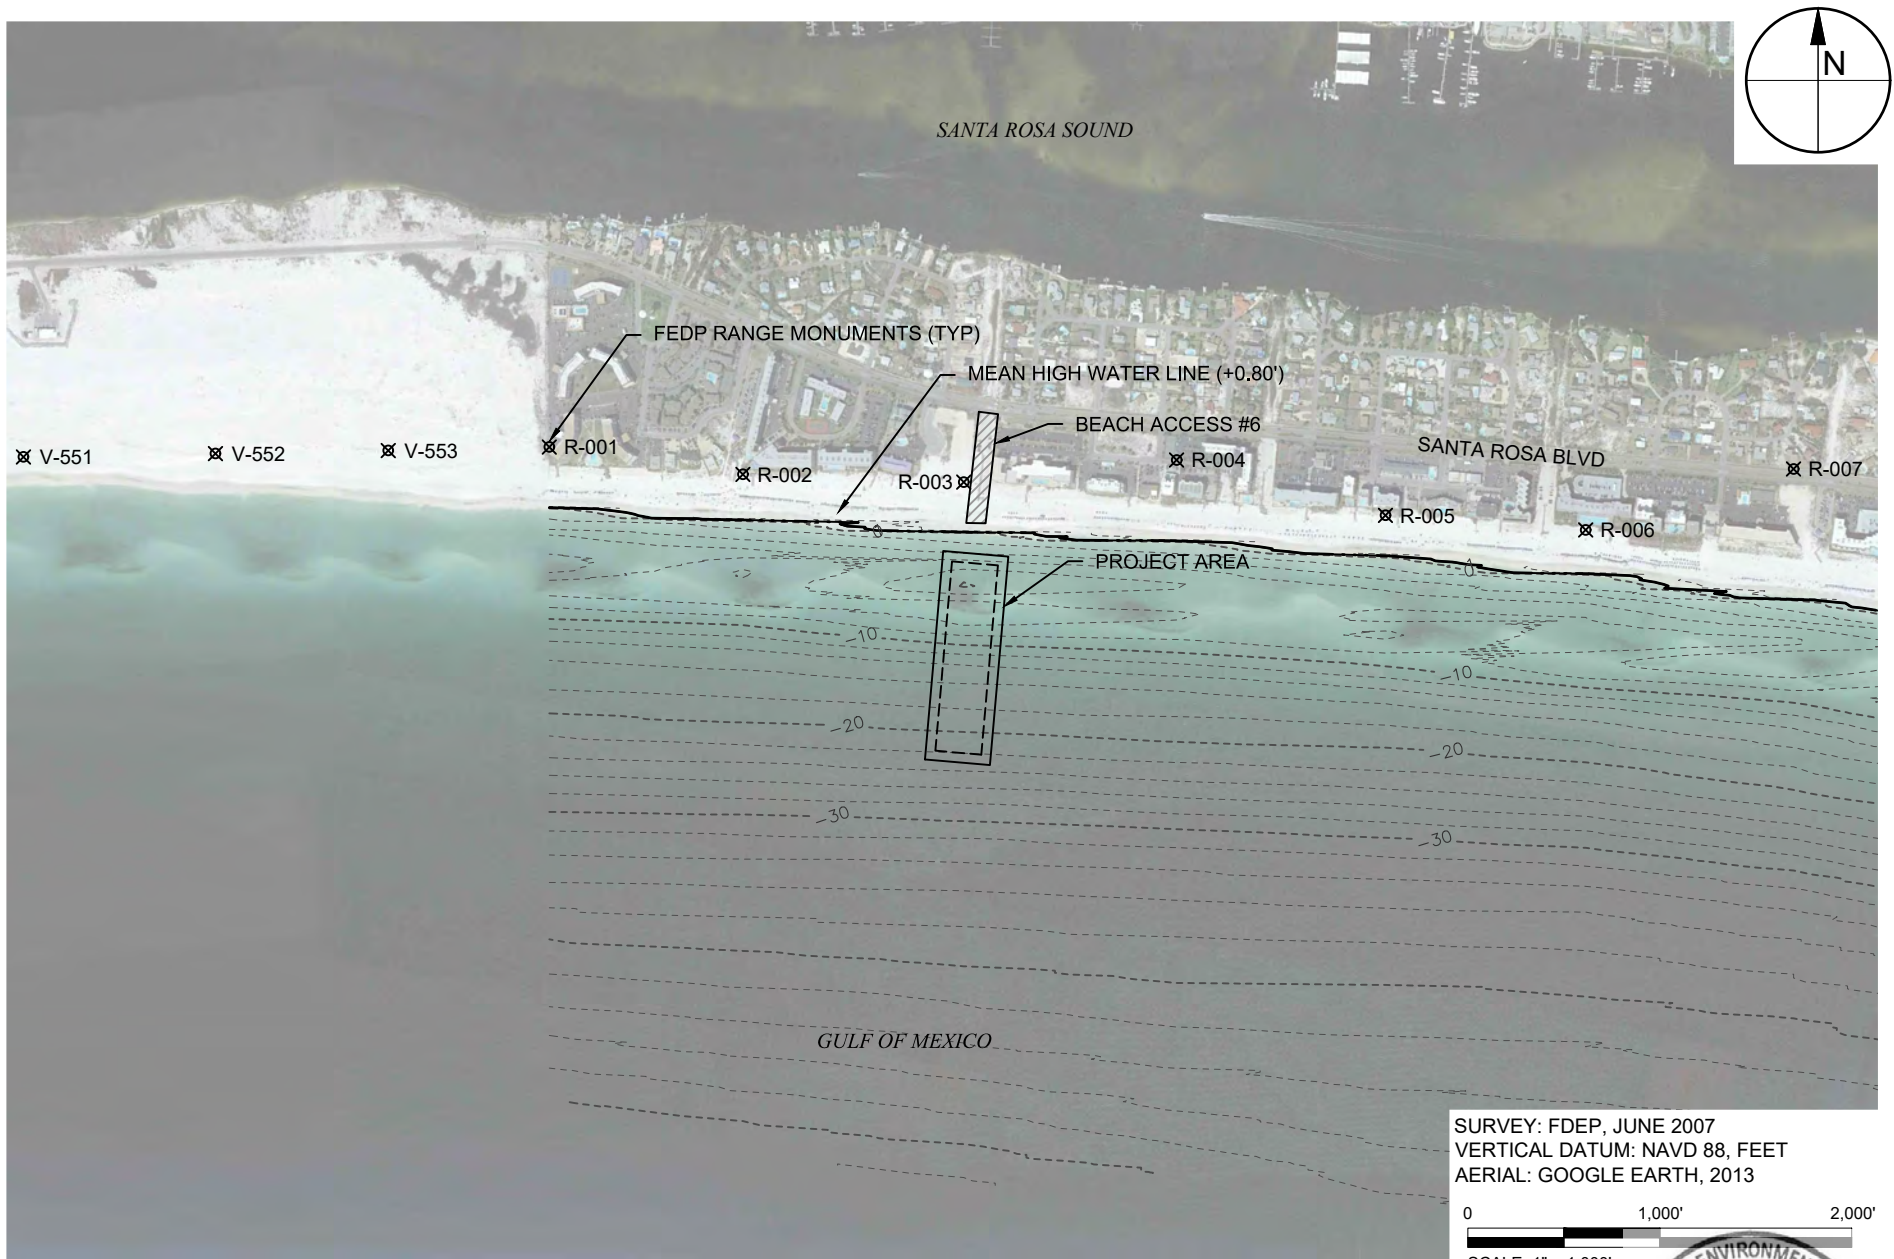 N
SANTA ROSA SOUND
FEDP RANGE MONUMENTS (TYP)
MEAN HIGH WATER LINE (+0.80')
BEACH ACCESS #6
SANTA ROSA BLVD
V-551
V-552
V-553
R-001
R-002
R-003
R-004
R-005
R-006
R-007
0
0
PROJECT AREA
-10
-10
-20
-20
-30
-30
GULF OF MEXICO
SURVEY: FDEP, JUNE 2007
VERTICAL DATUM: NAVD 88, FEET
AERIAL: GOOGLE EARTH, 2013
0 1,000' 2,000'